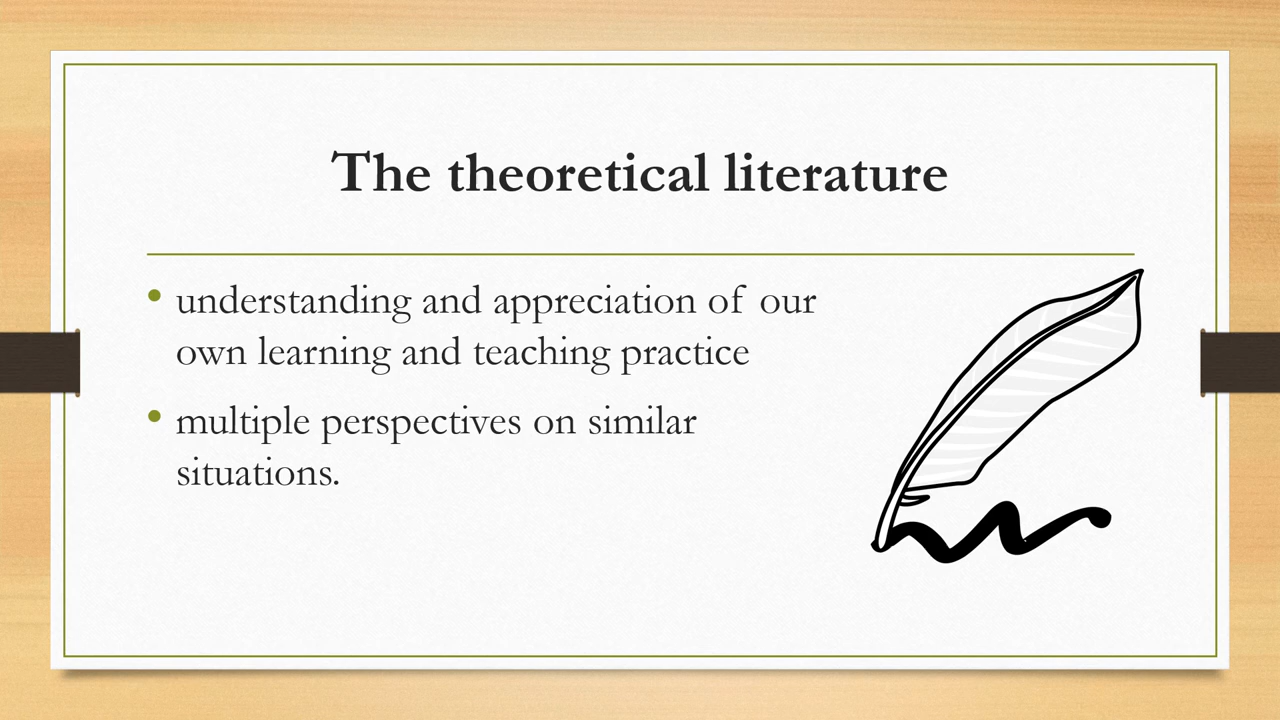 The theoretical literature
• understanding and appreciation of our
own learning and teaching practice
• multiple perspectives on similar
situations.